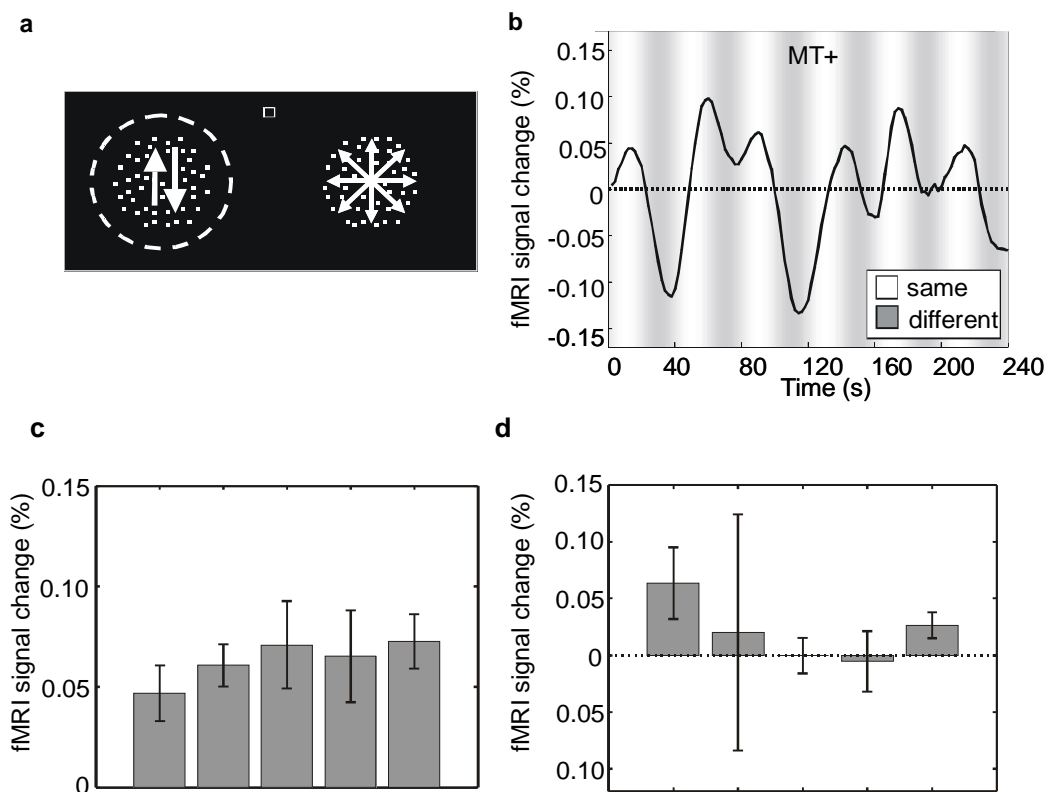 a
b
fMRI signal change (%)
0.15
0.10
0.05
0
-0.05
-0.10
-0.15
MT+
same
different
0 40 80 120 160 200 240
Time (s)
c
fMRI signal change (%)
0.15
0.10
0.05
0
d
fMRI signal change (%)
0.15
0.10
0.05
0
0.05
0.10